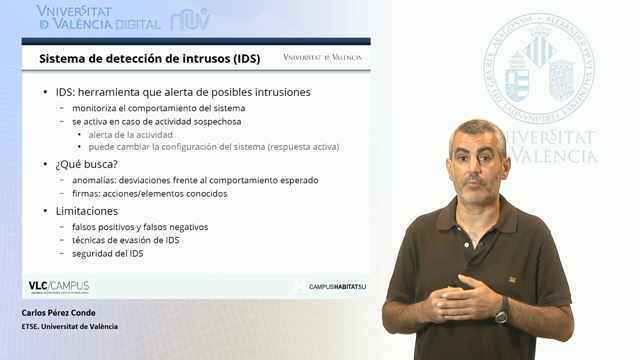 VNIVERSITAT
D VALÈNCIA DIGITAL
Sistema de detección de intrusos (IDS)
VNIVERSITAT D VALÈNCIA
• IDS: herramienta que alerta de posibles intrusiones
– monitoriza el comportamiento del sistema
– se activa en caso de actividad sospechosa
• alerta de la actividad
• puede cambiar la configuración del sistema (respuesta activa)
• ¿Qué busca?
– anomalías: desviaciones frente al comportamiento esperado
– firmas: acciones/elementos conocidos
• Limitaciones
– falsos positivos y falsos negativos
– técnicas de evasión de IDS
– seguridad del IDS
VLC/CAMPUS
CAMPUSHABITAT5U
Carlos Pérez Conde
ETSE. Universitat de València
VERSITAT
VALÈNCIA